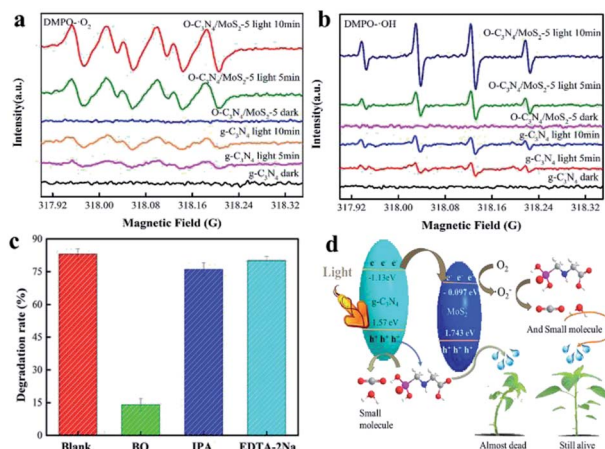 a
DMPO-·O₂
O-C₃N₄/MoS₂-5 light 10min
O-C₃N₄/MoS₂-5 light 5min
O-C₃N₄/MoS₂-5 dark
g-C₃N₄ light 10min
g-C₃N₄ light 5min
g-C₃N₄ dark
Intensity(a.u.)
317.92 318.00 318.08 318.16 318.24 318.32
Magnetic Field (G)
b
DMPO-·OH
O-C₃N₄/MoS₂-5 light 10min
O-C₃N₄/MoS₂-5 light 5min
O-C₃N₄/MoS₂-5 dark
g-C₃N₄ light 10min
g-C₃N₄ light 5min
g-C₃N₄ dark
Intensity(a.u.)
317.92 318.00 318.08 318.16 318.24 318.32
Magnetic Field (G)
c
Degradation rate (%)
90
75
60
45
30
15
0
Blank BQ IPA EDTA-2Na
d
Light
e⁻ e⁻ e⁻
-1.13eV
g-C₃N₄
1.57 eV
h⁺ h⁺ h⁺
e⁻ e⁻ e⁻
- 0.097 eV
MoS₂
1.743 eV
h⁺ h⁺ h⁺
O₂
O₂⁻
And Small molecule
Small
molecule
Almost dead
Still alive